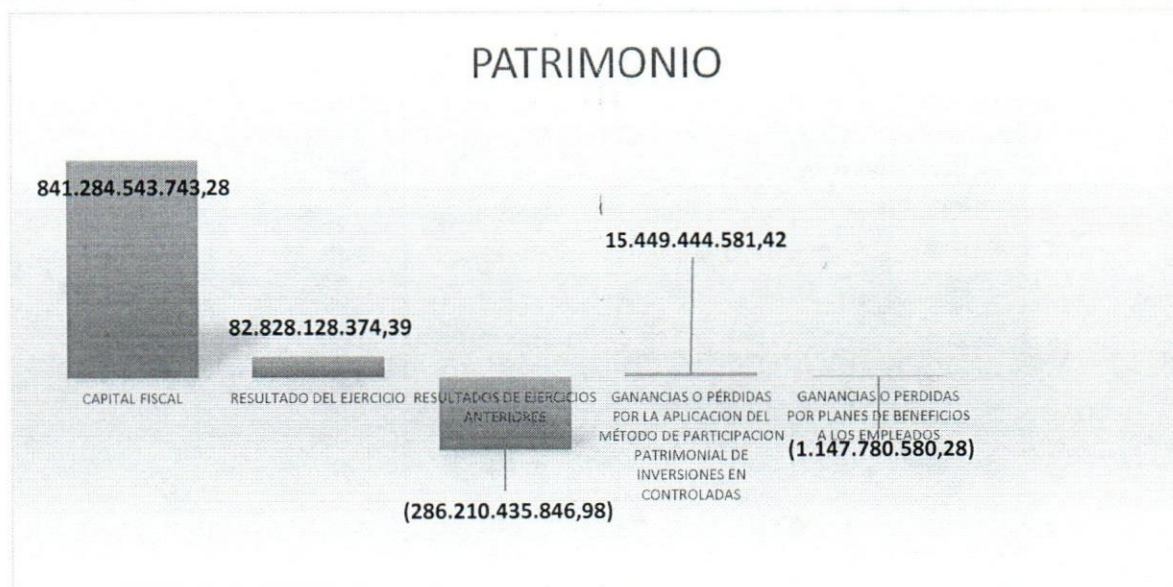 PATRIMONIO
841.284.543.743,28
82.828.128.374,39
(286.210.435.846,98)
15.449.444.581,42
(1.147.780.580,28)
CAPITAL FISCAL
RESULTADO DEL EJERCICIO
RESULTADOS DE EJERCICIOS
ANTERIORES
GANANCIAS O PÉRDIDAS
POR LA APLICACION DEL
MÉTODO DE PARTICIPACION
PATRIMONIAL DE
INVERSIONES EN
CONTROLADAS
GANANCIAS O PERDIDAS
POR PLANES DE BENEFICIOS
A LOS EMPLEADOS